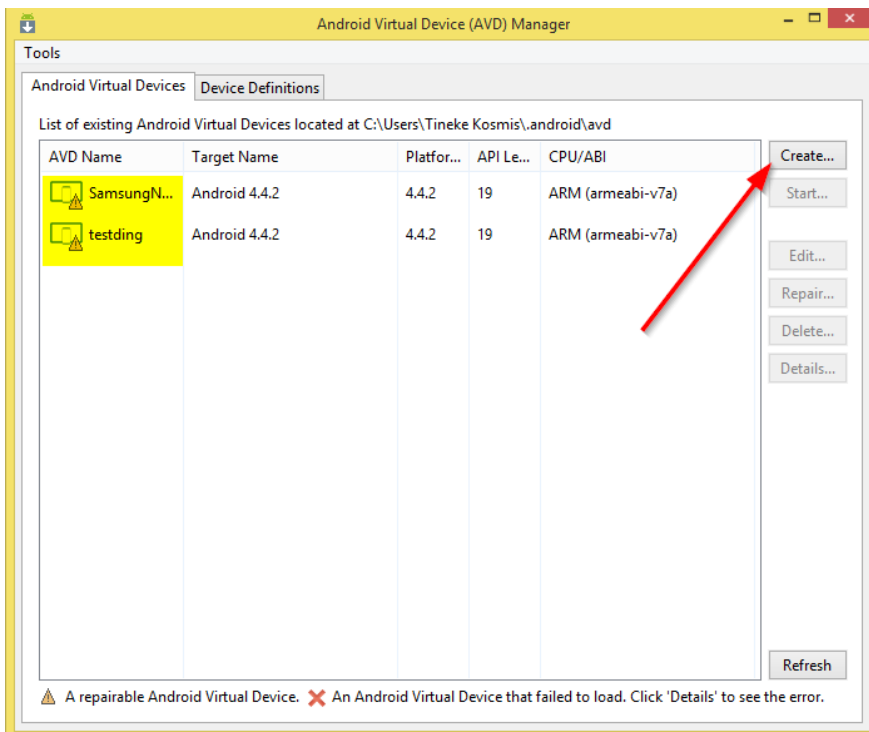 Android Virtual Device (AVD) Manager
Tools
Android Virtual Devices Device Definitions
List of existing Android Virtual Devices located at C:\Users\Tineke Kosmis\.android\avd
AVD Name Target Name Platfor... API Le... CPU/ABI Create...
SamsungN... Android 4.4.2 4.4.2 19 ARM (armeabi-v7a) Start...
testding Android 4.4.2 4.4.2 19 ARM (armeabi-v7a)
Edit...
Repair...
Delete...
Details...
Refresh
A repairable Android Virtual Device. An Android Virtual Device that failed to load. Click 'Details' to see the error.